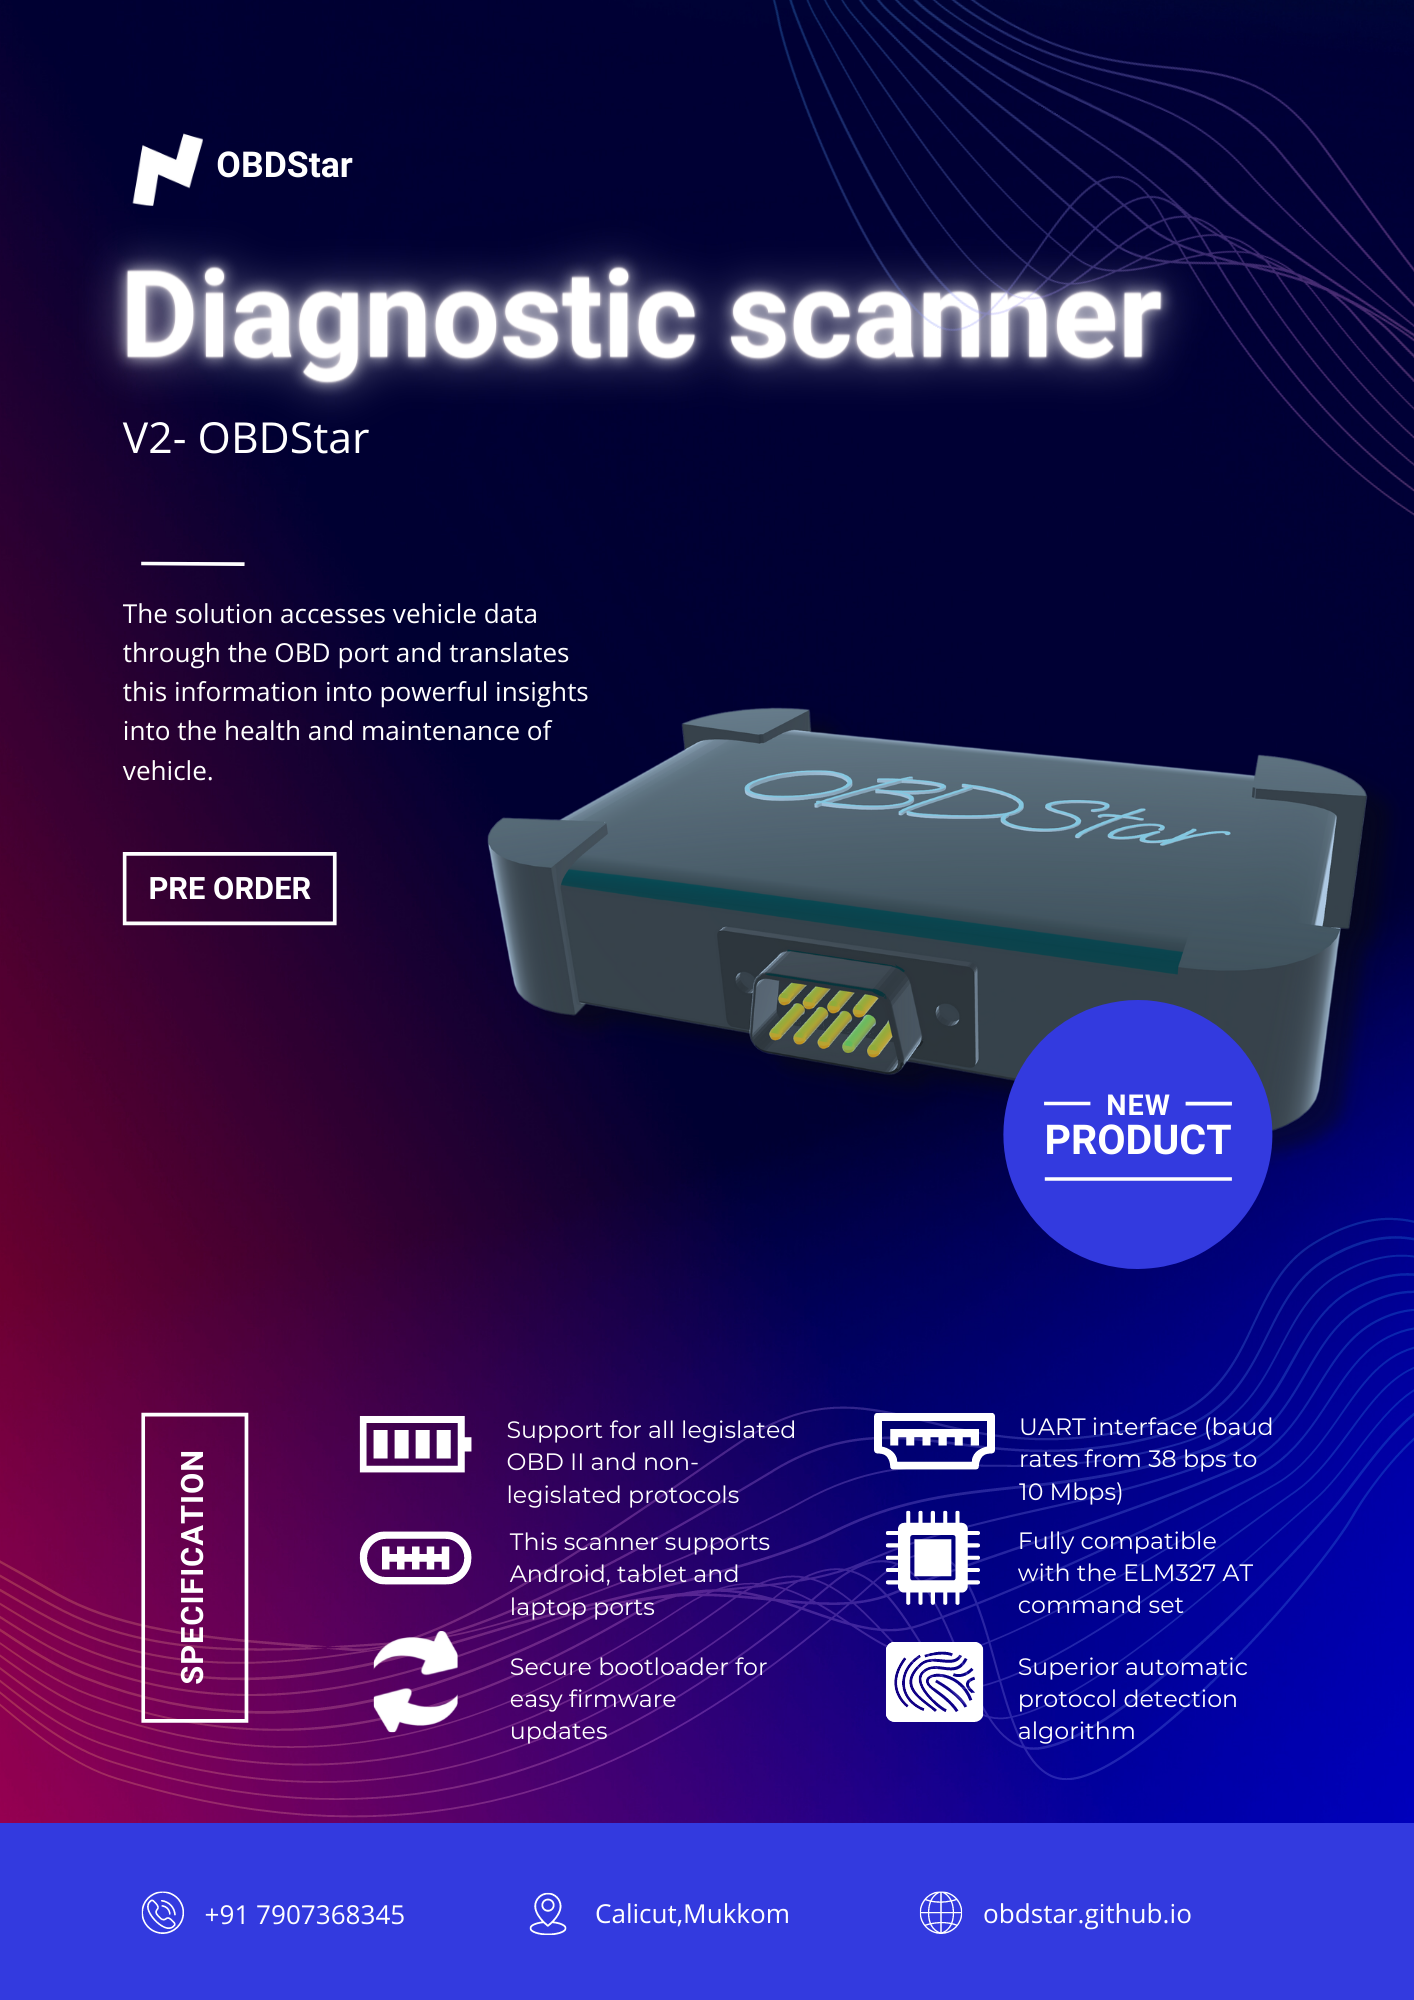 OBDStar
Diagnostic scanner
V2- OBDStar
The solution accesses vehicle data
through the OBD port and translates
this information into powerful insights
into the health and maintenance of
vehicle.
PRE ORDER
OBDStar
NEW
PRODUCT
SPECIFICATION
Support for all legislated
OBD II and non-
legislated protocols
This scanner supports
Android, tablet and
laptop ports
Secure bootloader for
easy firmware
updates
UART interface (baud
rates from 38 bps to
10 Mbps)
Fully compatible
with the ELM327 AT
command set
Superior automatic
protocol detection
algorithm
+91 7907368345
Calicut,Mukkom
obdstar.github.io